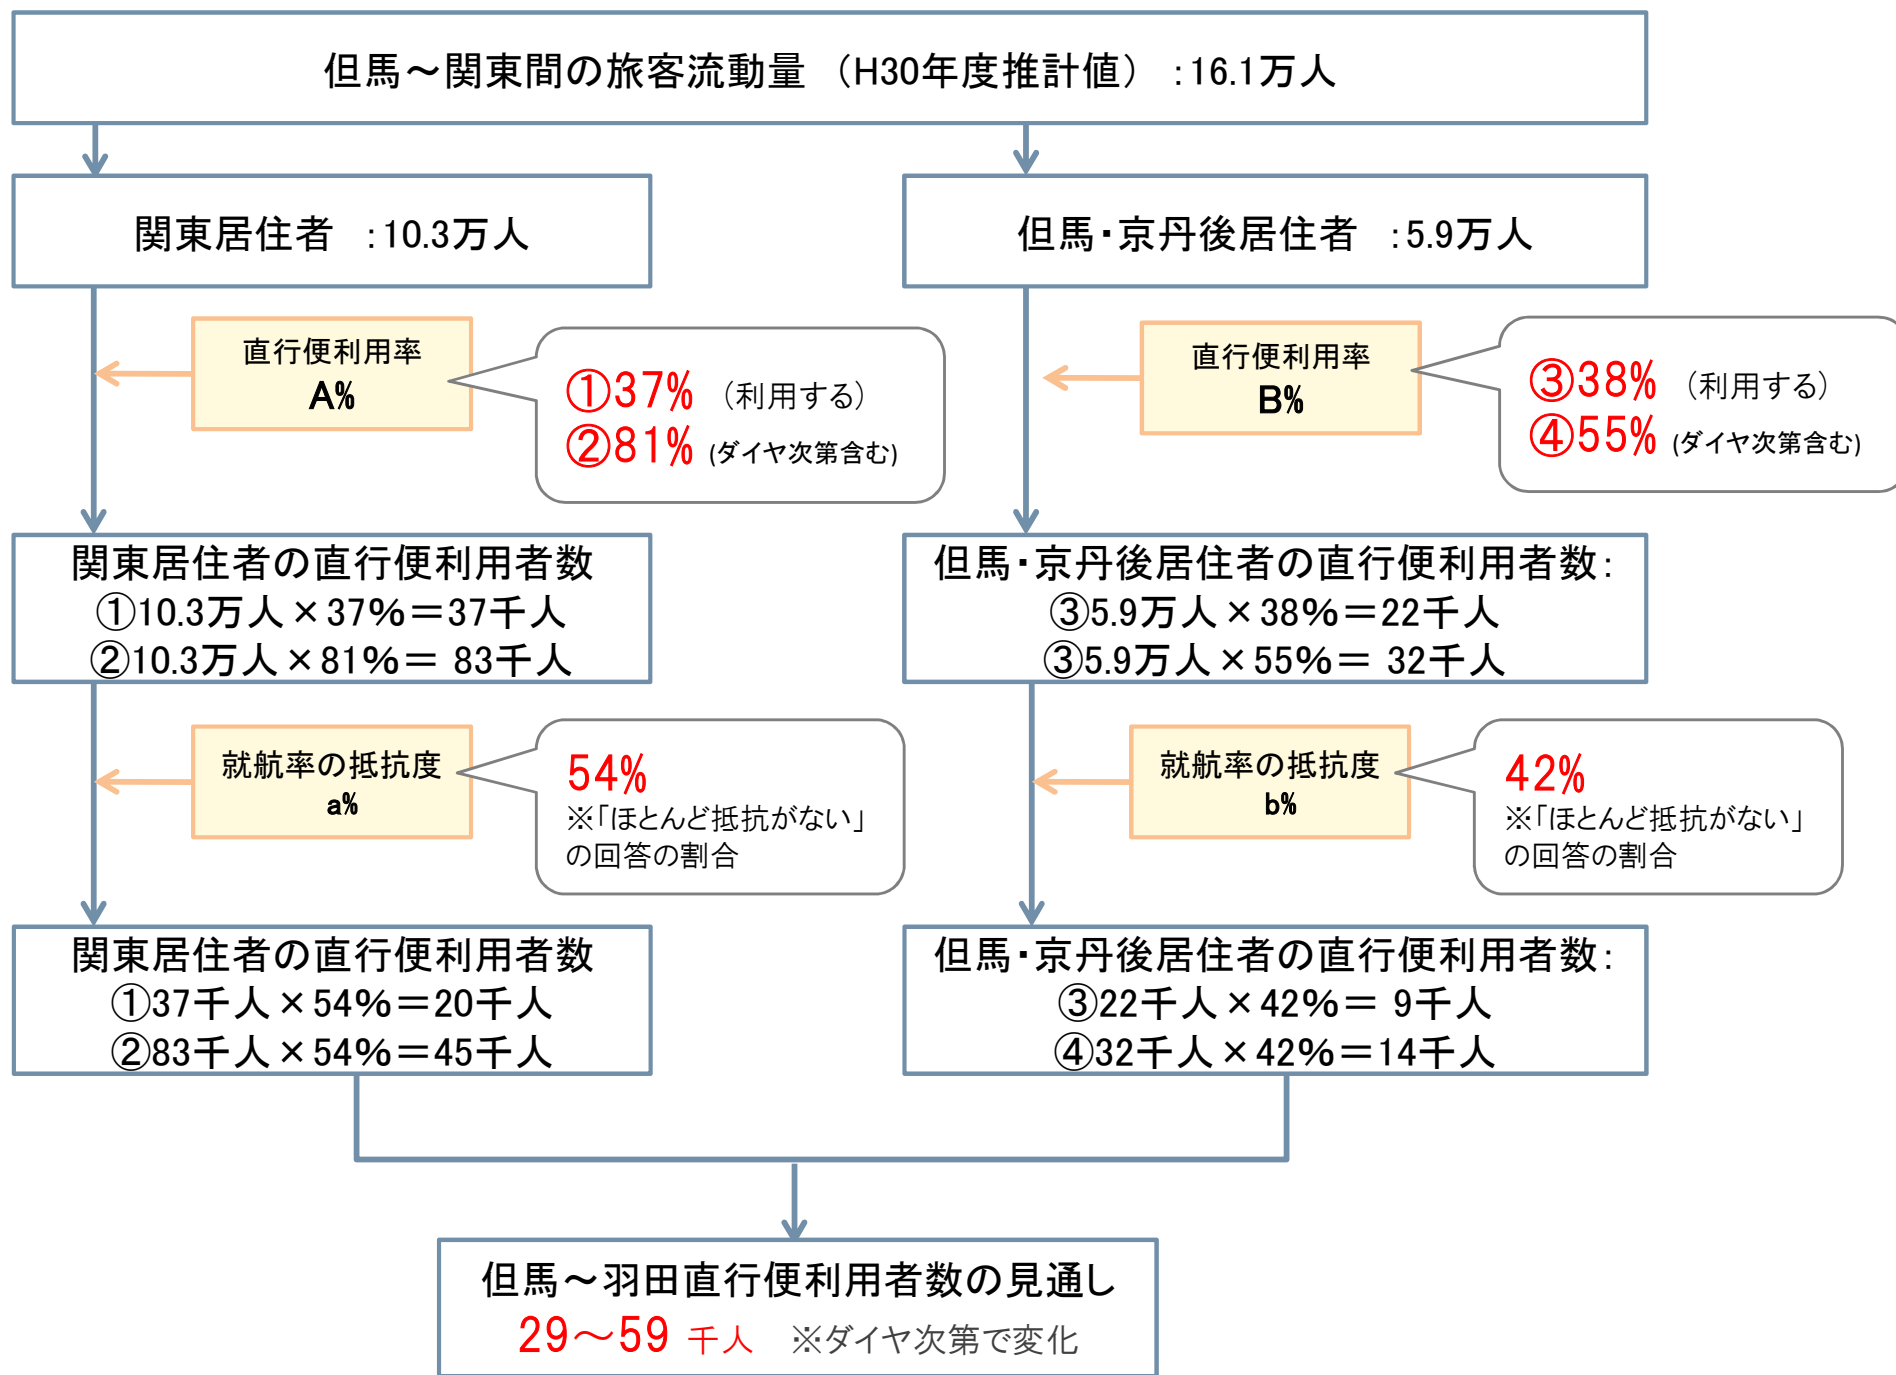 但馬～関東間の旅客流動量 （H30年度推計値） ：16.1万人
関東居住者 ：10.3万人
但馬・京丹後居住者 ：5.9万人
直行便利用率
A%
①37% （利用する）
②81% (ダイヤ次第含む)
直行便利用率
B%
③38% （利用する）
④55% (ダイヤ次第含む)
関東居住者の直行便利用者数
①10.3万人×37%＝37千人
②10.3万人×81%＝ 83千人
但馬・京丹後居住者の直行便利用者数：
③5.9万人×38%＝22千人
③5.9万人×55%＝ 32千人
就航率の抵抗度
a%
54%
※「ほとんど抵抗がない」
の回答の割合
就航率の抵抗度
b%
42%
※「ほとんど抵抗がない」
の回答の割合
関東居住者の直行便利用者数
①37千人×54%＝20千人
②83千人×54%＝45千人
但馬・京丹後居住者の直行便利用者数：
③22千人×42%＝ 9千人
④32千人×42%＝14千人
但馬～羽田直行便利用者数の見通し
29～59 千人 ※ダイヤ次第で変化